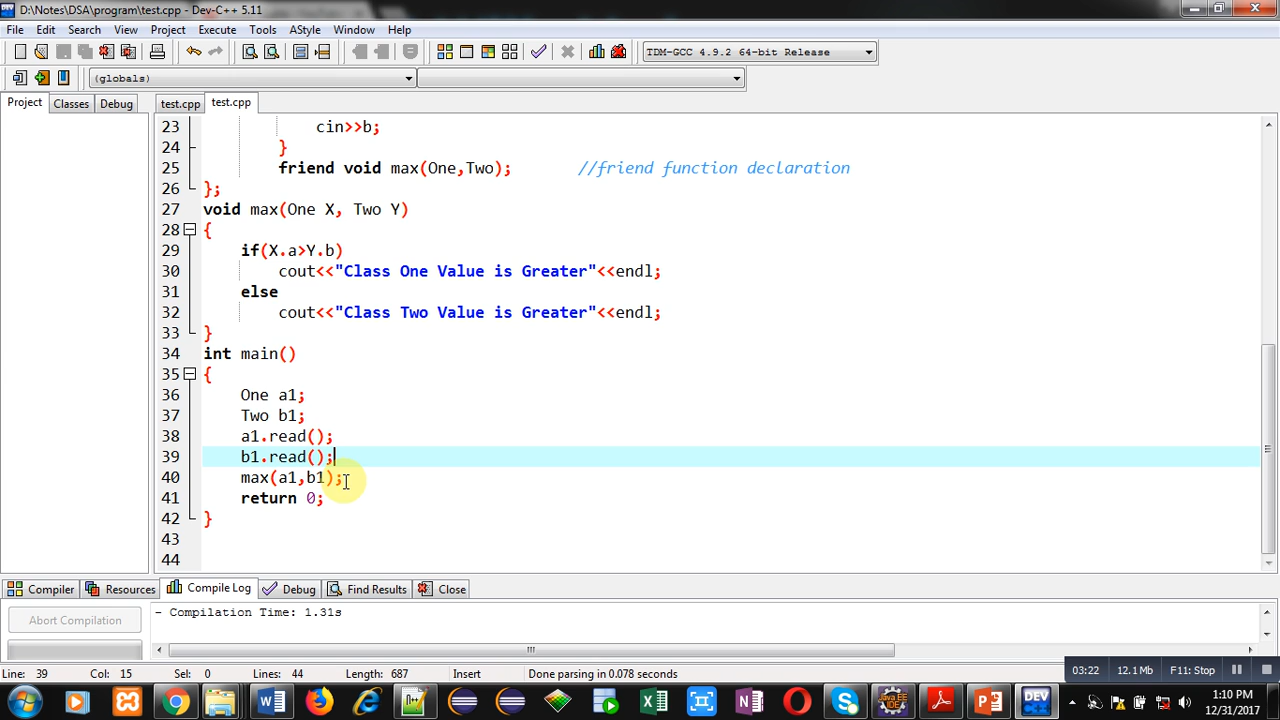 D:\Notes\DSA\program\test.cpp - Dev-C++ 5.11
File Edit Search View Project Execute Tools AStyle Window Help
TDM-GCC 4.9.2 64-bit Release
(globals)
Project Classes Debug test.cpp test.cpp
23 cin>>b;
24 }
25 friend void max(One,Two); //friend function declaration
26 };
27 void max(One X, Two Y)
28 {
29 if(X.a>Y.b)
30 cout<<"Class One Value is Greater"<<endl;
31 else
32 cout<<"Class Two Value is Greater"<<endl;
33 }
34 int main()
35 {
36 One a1;
37 Two b1;
38 a1.read();
39 b1.read();
40 max(a1,b1);
41 return 0;
42 }
43
44
Compiler Resources Compile Log Debug Find Results Close
Abort Compilation
- Compilation Time: 1.31s
Line: 39 Col: 15 Sel: 0 Lines: 44 Length: 687 Insert Done parsing in 0.078 seconds
03:22 12.1 Mb F11: Stop
DEV
1:10 PM
12/31/2017